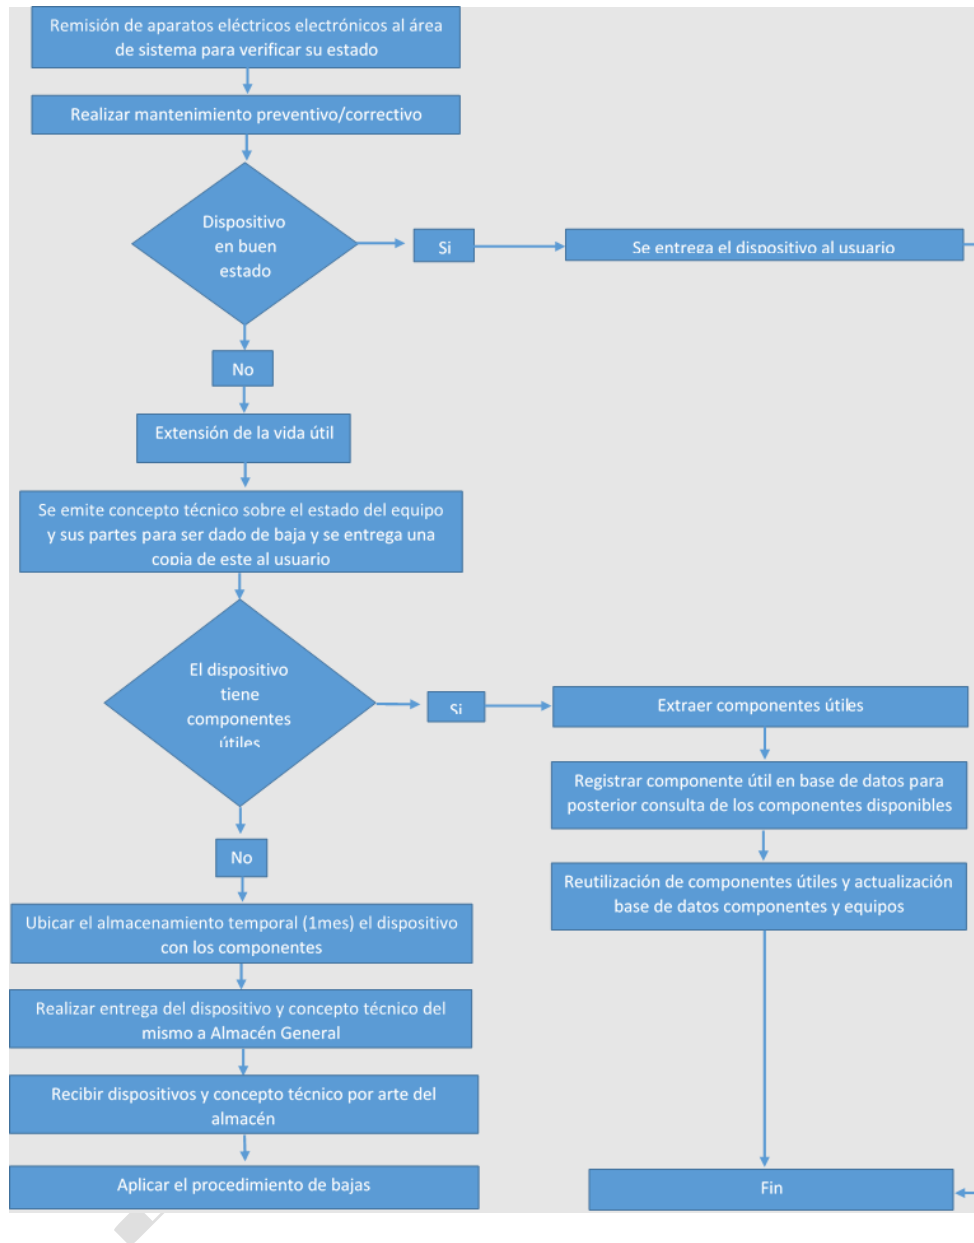 Remisión de aparatos eléctricos electrónicos al área
de sistema para verificar su estado
Realizar mantenimiento preventivo/correctivo
Dispositivo
en buen
estado
Si
Se entrega el dispositivo al usuario
No
Extensión de la vida útil
Se emite concepto técnico sobre el estado del equipo
y sus partes para ser dado de baja y se entrega una
copia de este al usuario
El dispositivo
tiene
componentes
útiles
Si
Extraer componentes útiles
Registrar componente útil en base de datos para
posterior consulta de los componentes disponibles
Reutilización de componentes útiles y actualización
base de datos componentes y equipos
No
Ubicar el almacenamiento temporal (1mes) el dispositivo
con los componentes
Realizar entrega del dispositivo y concepto técnico del
mismo a Almacén General
Recibir dispositivos y concepto técnico por arte del
almacén
Aplicar el procedimiento de bajas
Fin